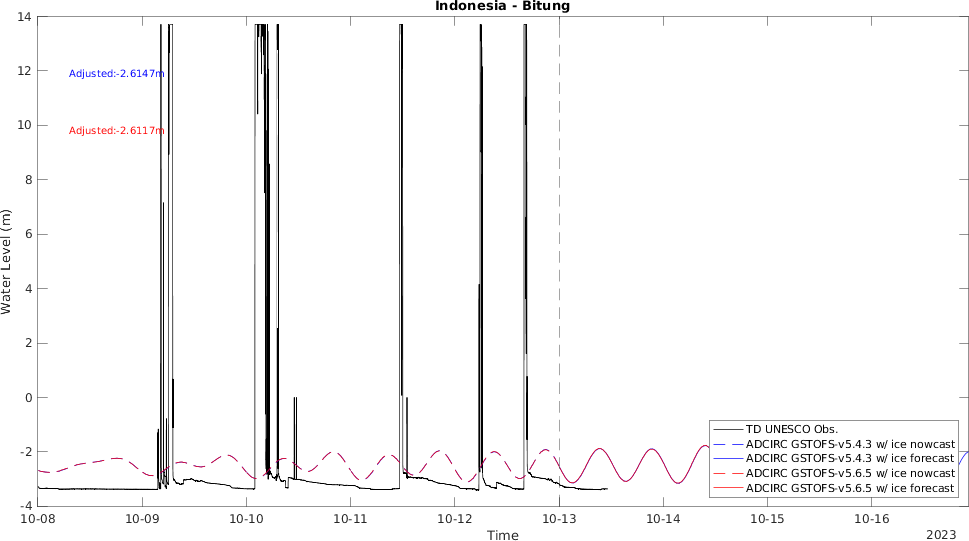 Indonesia - Bitung
14
12
10
8
6
4
2
0
-2
-4
Water Level (m)
Adjusted:-2.6147m
Adjusted:-2.6117m
TD UNESCO Obs.
ADCIRC GSTOFS-v5.4.3 w/ ice nowcast
ADCIRC GSTOFS-v5.4.3 w/ ice forecast
ADCIRC GSTOFS-v5.6.5 w/ ice nowcast
ADCIRC GSTOFS-v5.6.5 w/ ice forecast
10-08 10-09 10-10 10-11 10-12 10-13 10-14 10-15 10-16
Time
2023